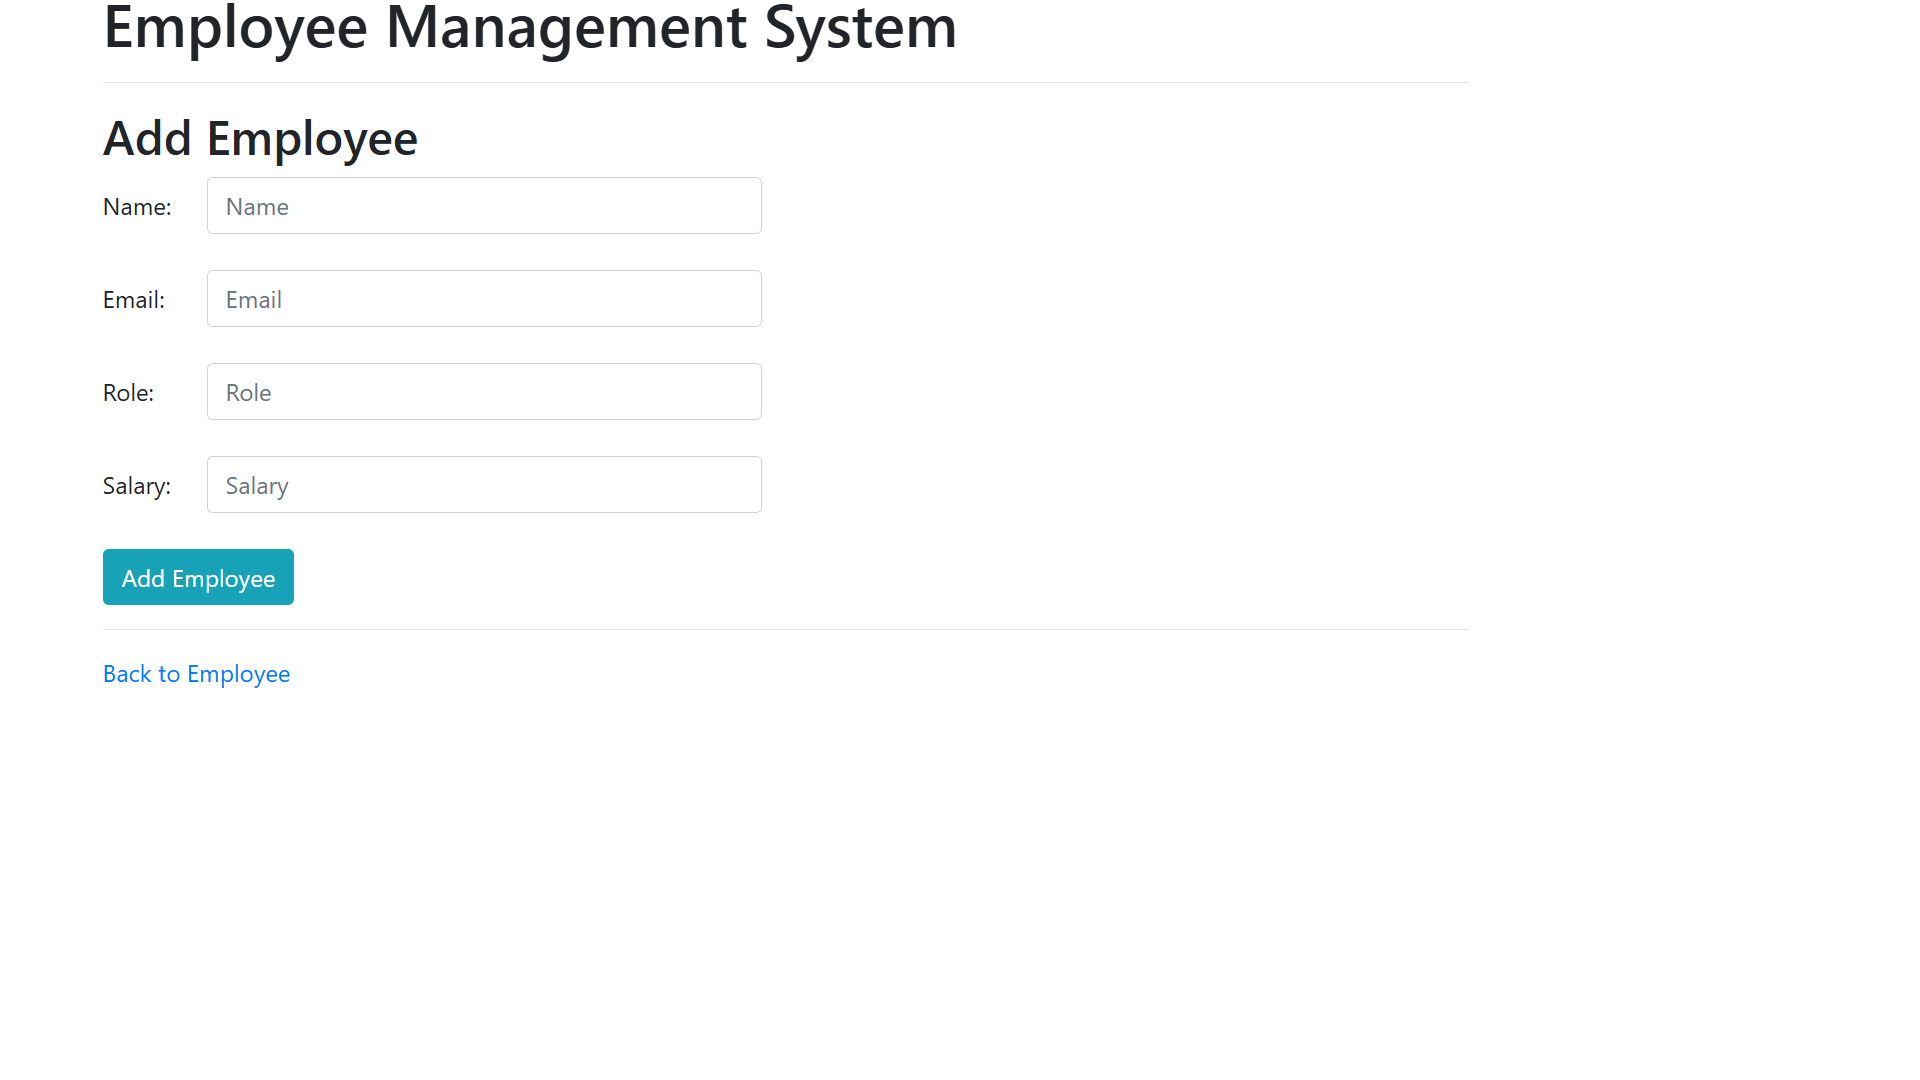 Employee Management System
Add Employee
Name: Name
Email: Email
Role: Role
Salary: Salary
Add Employee
Back to Employee